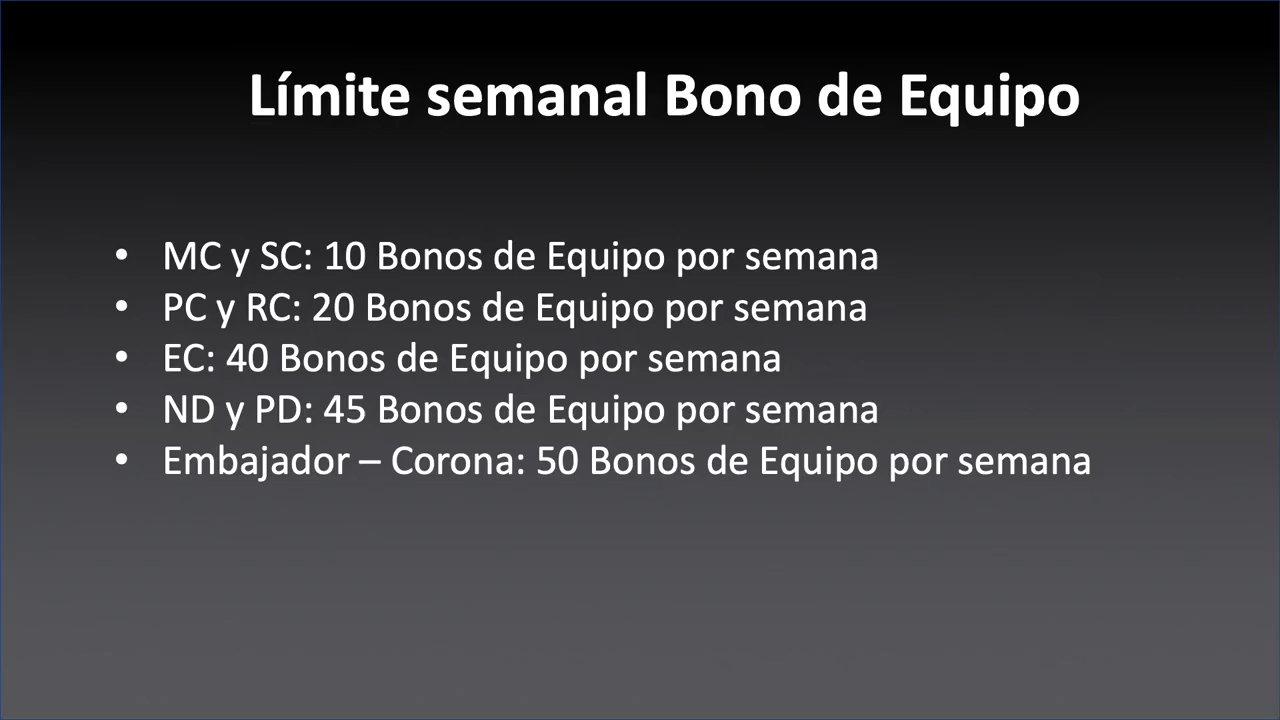 Límite semanal Bono de Equipo
• MC y SC: 10 Bonos de Equipo por semana
• PC y RC: 20 Bonos de Equipo por semana
• EC: 40 Bonos de Equipo por semana
• ND y PD: 45 Bonos de Equipo por semana
• Embajador – Corona: 50 Bonos de Equipo por semana